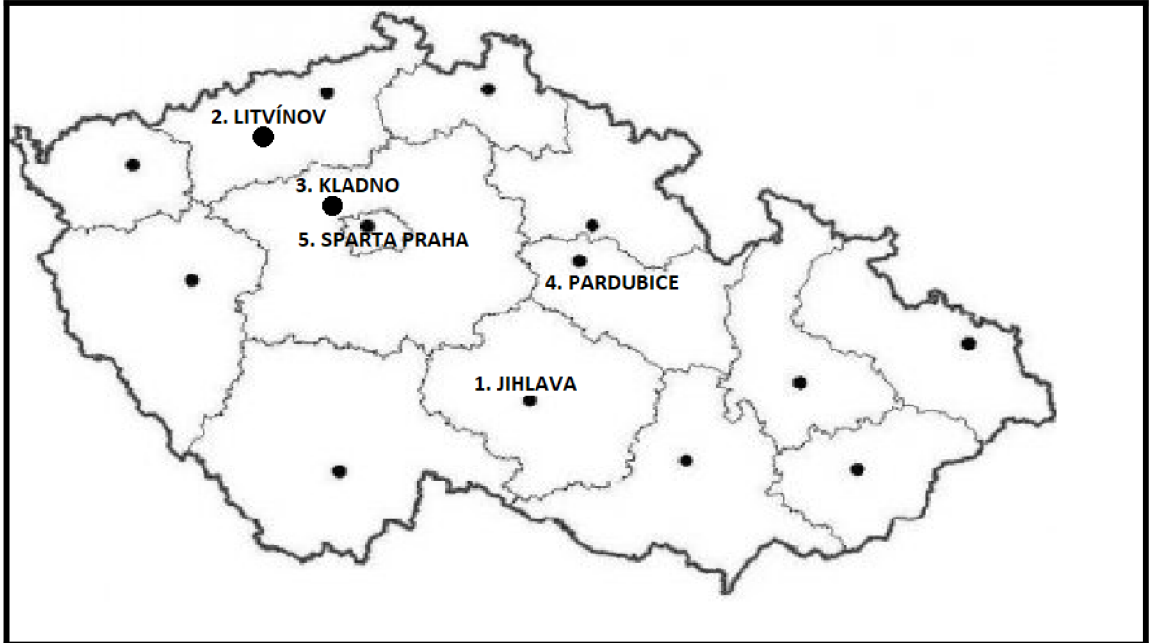 2. LITVÍNOV
3. KLADNO
5. SPARTA PRAHA
4. PARDUBICE
1. JIHLAVA